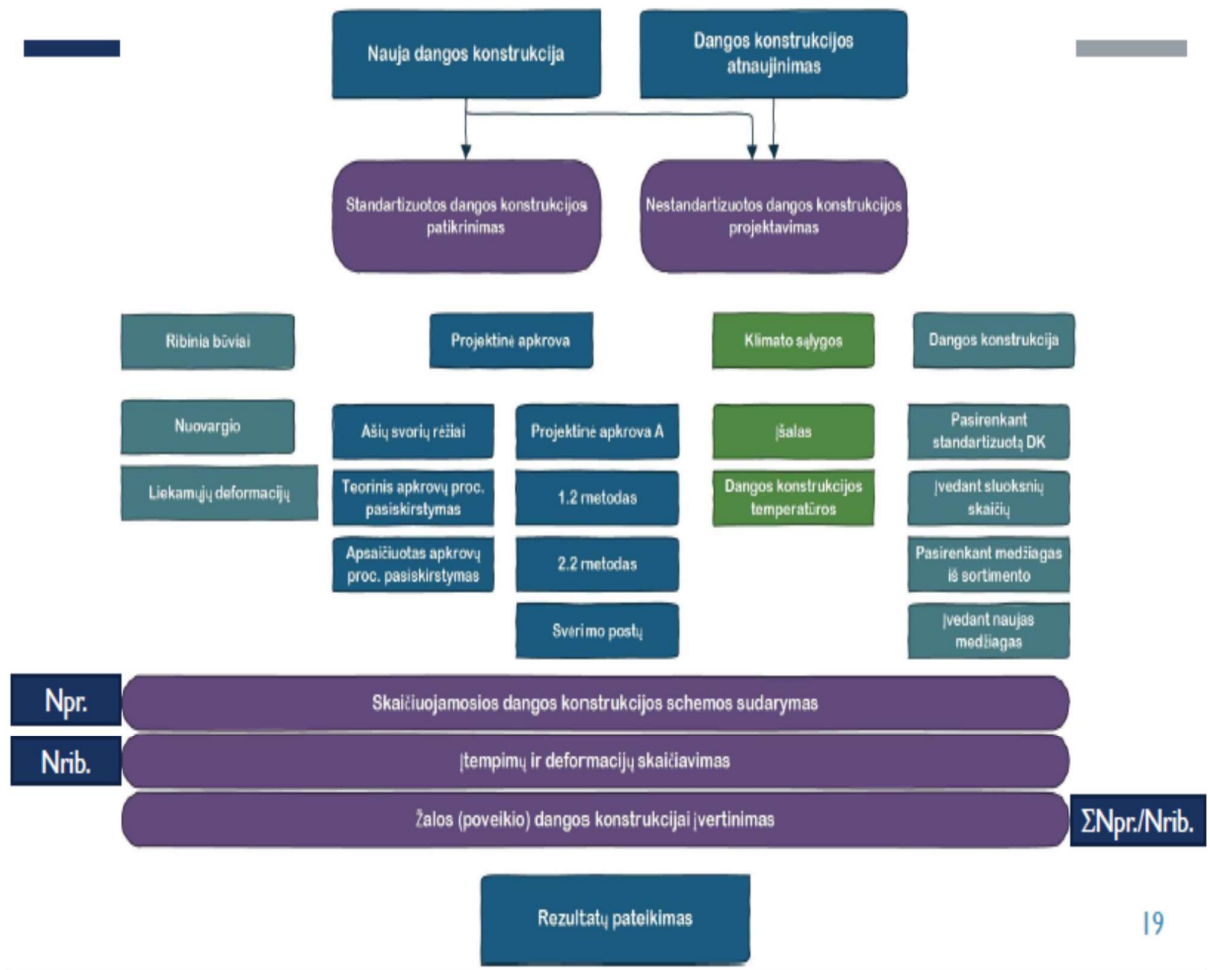 Nauja dangos konstrukcija
Dangos konstrukcijos
atnaujinimas
Standartizuotos dangos konstrukcijos
patikrinimas
Nestandartizuotos dangos konstrukcijos
projektavimas
Ribinia būviai
Projektinė apkrova
Klimato sąlygos
Dangos konstrukcija
Nuovargio
Liekamųjų deformacijų
Ašių svorių rėžiai
Teorinis apkrovų proc.
pasiskirstymas
Apsaičiuotas apkrovų
proc. pasiskirstymas
Projektinė apkrova A
1.2 metodas
2.2 metodas
Svėrimo postų
Įšalas
Dangos konstrukcijos
temperatūros
Pasirenkant
standartizuotą DK
Įvedant sluoksnių
skaičių
Pasirenkant medžiagas
iš sortimento
Įvedant naujas
medžiagas
Npr.
Skaičiuojamosios dangos konstrukcijos schemos sudarymas
Nrib.
Įtempimų ir deformacijų skaičiavimas
Žalos (poveikio) dangos konstrukcijai įvertinimas
ΣNpr./Nrib.
Rezultatų pateikimas
19